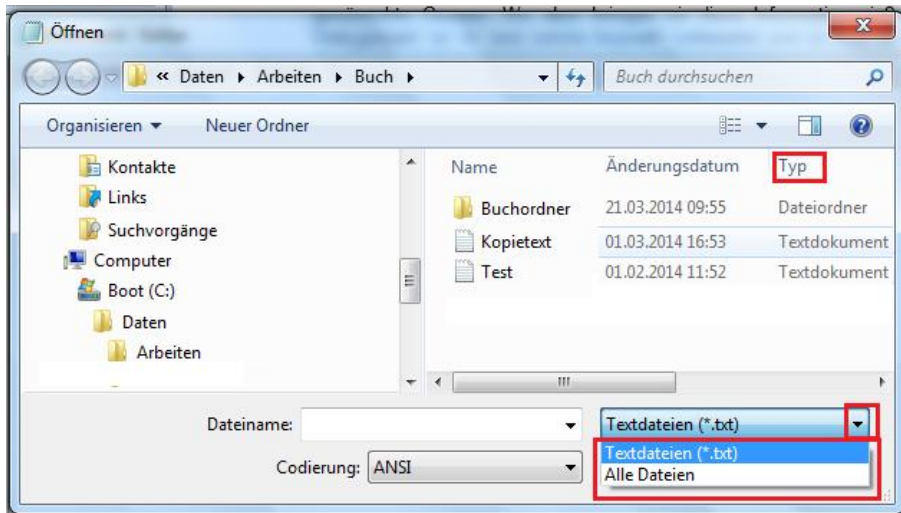 Öffnen
« Daten ▸ Arbeiten ▸ Buch ▸
Buch durchsuchen
Organisieren
Neuer Ordner
Kontakte
Links
Suchvorgänge
Computer
Boot (C:)
Daten
Arbeiten
Name Änderungsdatum Typ
Buchordner 21.03.2014 09:55 Dateiordner
Kopietext 01.03.2014 16:53 Textdokument
Test 01.02.2014 11:52 Textdokument
Dateiname:
Textdateien (*.txt)
Textdateien (*.txt)
Alle Dateien
Codierung: ANSI